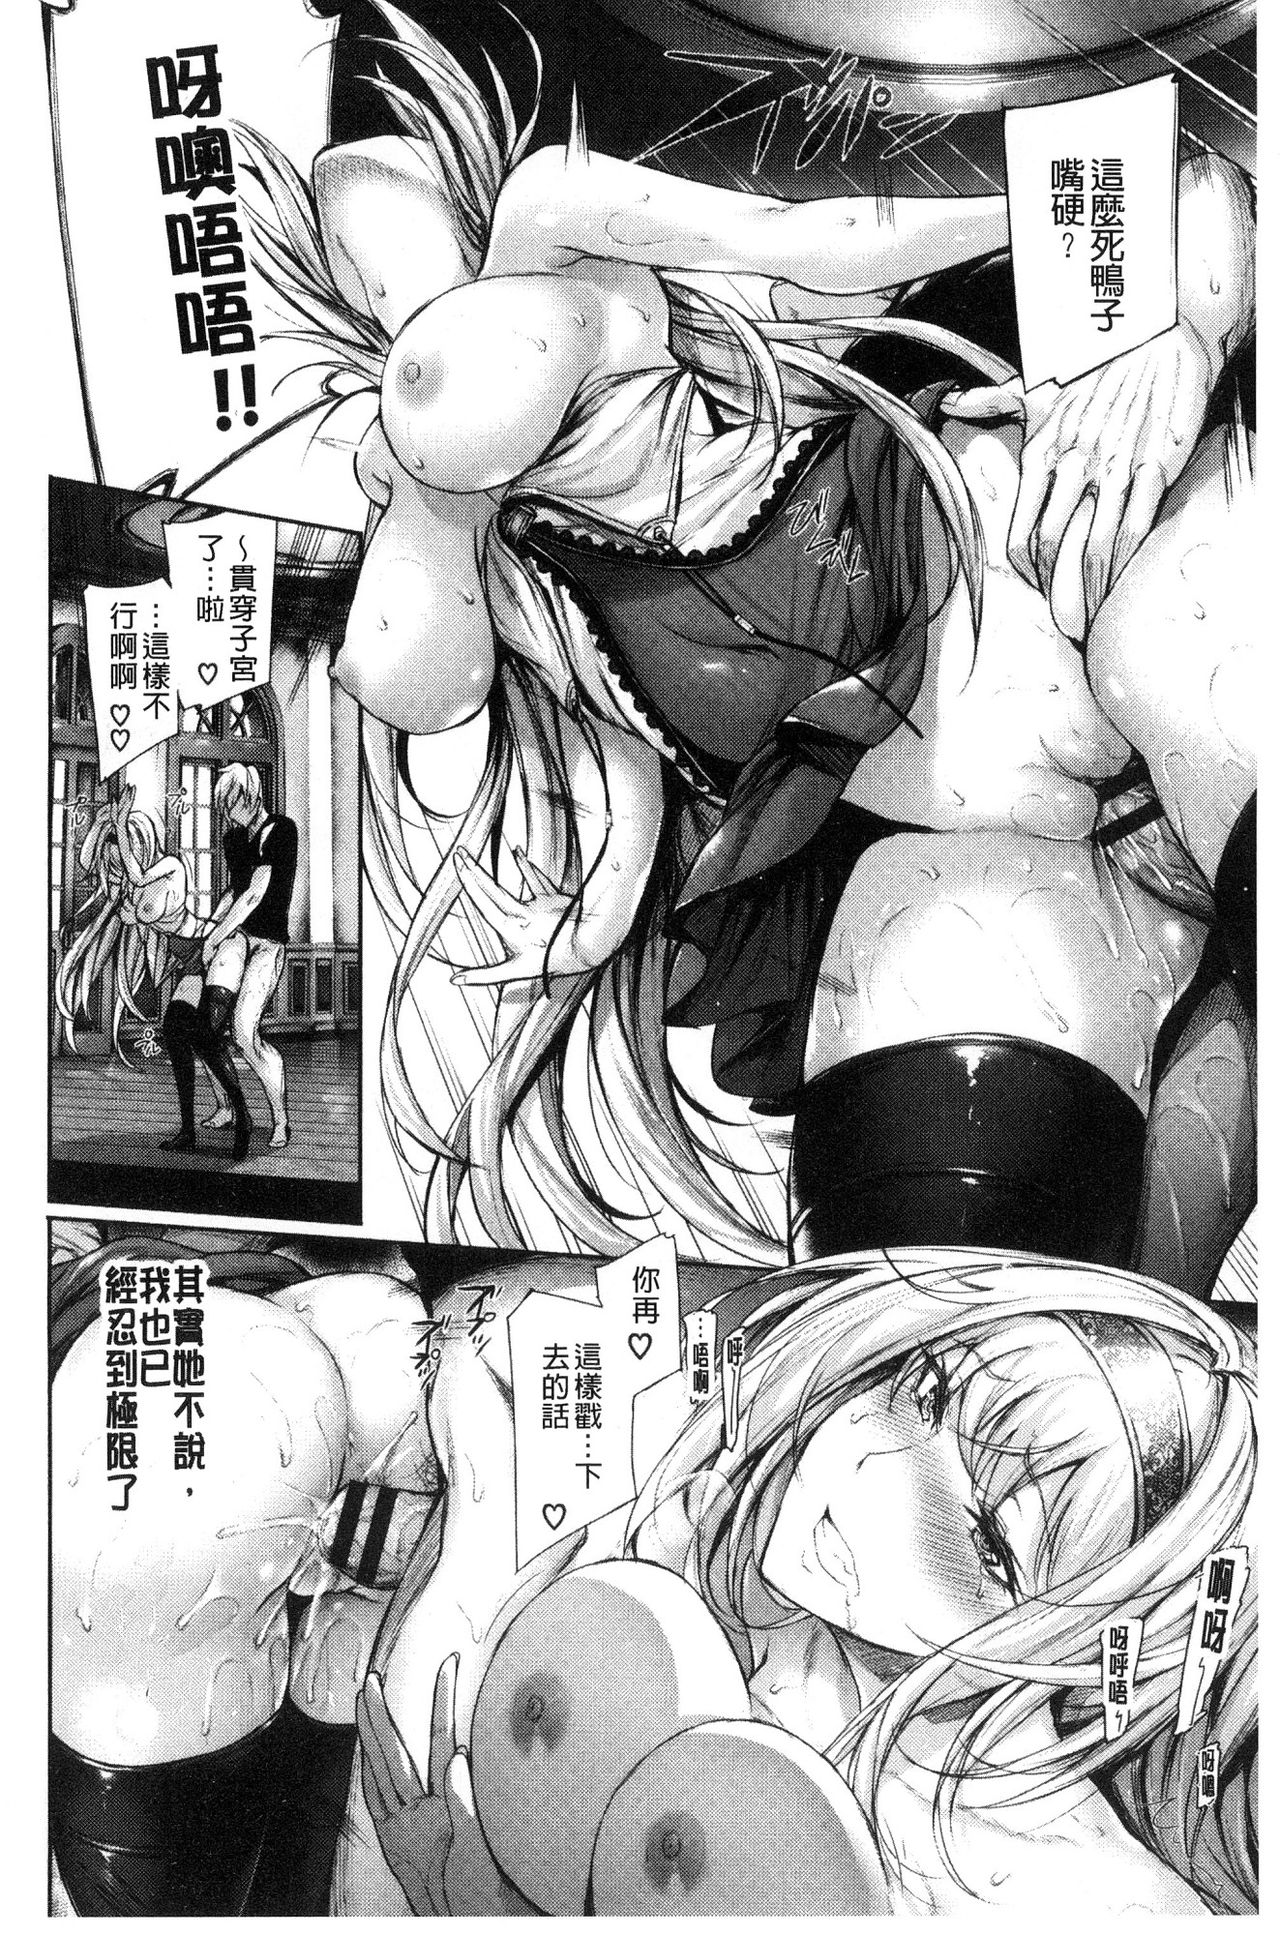 這麼死鴨子
嘴硬？
呀噢唔唔!!
～貫穿子宮
了…啦♡
…這樣不
行啊啊♡♡
你再♡
這樣戳…下
去的話♡
…唔啊
呼
啊呀
呀呼唔
呀嗚
其實她不說，
我也已
經忍到極限了